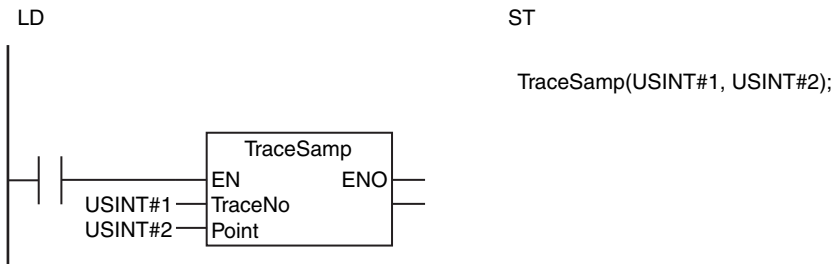 LD
ST
TraceSamp(USINT#1, USINT#2);
TraceSamp
EN ENO
USINT#1 TraceNo
USINT#2 Point